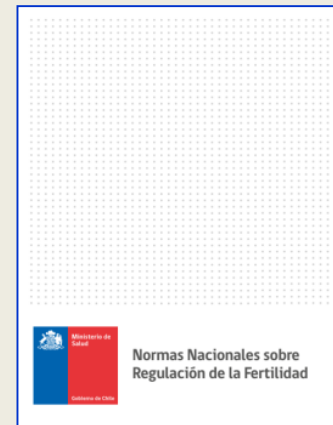 Ministerio de
Salud
Gobierno de Chile
Normas Nacionales sobre
Regulación de la Fertilidad